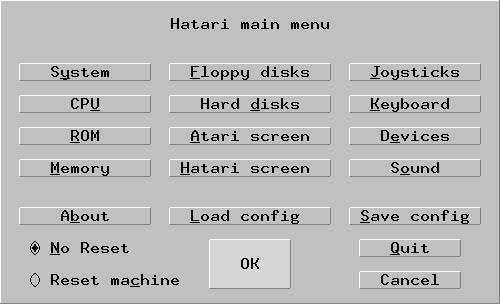 Hatari main menu
System Floppy disks Joysticks
CPU Hard disks Keyboard
ROM Atari screen Devices
Memory Hatari screen Sound
About Load config Save config
No Reset Quit
OK
Reset machine Cancel